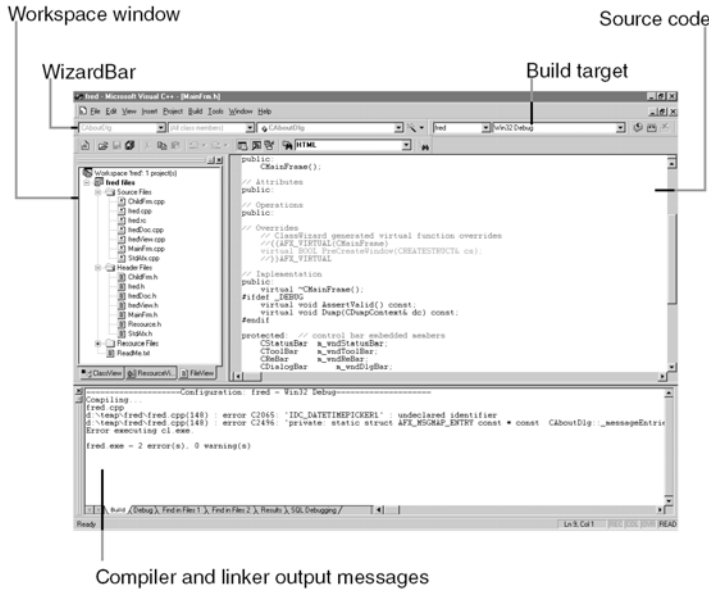 Workspace window
Source code
WizardBar
Build target
fred - Microsoft Visual C++ - [MainFrm.h]
File Edit View Insert Project Build Tools Window Help
CAboutDlg (All class members) CAboutDlg fred Win32 Debug
HTML
Workspace 'fred': 1 project(s)
fred files
Source Files
ChildFrm.cpp
fred.cpp
fred.rc
fredDoc.cpp
fredView.cpp
MainFrm.cpp
StdAfx.cpp
Header Files
ChildFrm.h
fred.h
fredDoc.h
fredView.h
MainFrm.h
Resource.h
StdAfx.h
Resource Files
ReadMe.txt
ClassView ResourceVi... FileView
public:
CMainFrame();
// Attributes
public:
// Operations
public:
// Overrides
// ClassWizard generated virtual function overrides
//{{AFX_VIRTUAL(CMainFrame)
virtual BOOL PreCreateWindow(CREATESTRUCT& cs);
//}}AFX_VIRTUAL
// Implementation
public:
virtual ~CMainFrame();
#ifdef _DEBUG
virtual void AssertValid() const;
virtual void Dump(CDumpContext& dc) const;
#endif
protected: // control bar embedded members
CStatusBar m_wndStatusBar;
CToolBar m_wndToolBar;
CReBar m_wndReBar;
CDialogBar m_wndDlgBar;
--------------------Configuration: fred - Win32 Debug--------------------
Compiling...
fred.cpp
d:\temp\fred\fred.cpp(148) : error C2065: 'IDC_DATETIMEPICKER1' : undeclared identifier
d:\temp\fred\fred.cpp(148) : error C2496: 'private: static struct AFX_MSGMAP_ENTRY const * const CAboutDlg::_messageEntrie
Error executing cl.exe.
fred.exe - 2 error(s), 0 warning(s)
Build Debug Find in Files 1 Find in Files 2 Results SQL Debugging
Ready Ln 9, Col 1 REC COL OVR READ
Compiler and linker output messages